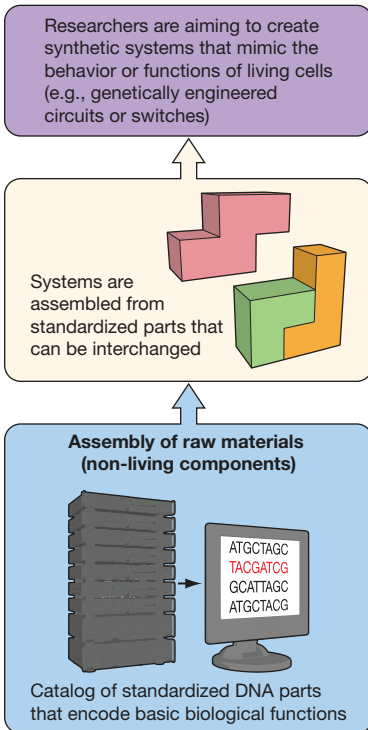 Researchers are aiming to create
synthetic systems that mimic the
behavior or functions of living cells
(e.g., genetically engineered
circuits or switches)
Systems are
assembled from
standardized parts that
can be interchanged
Assembly of raw materials
(non-living components)
ATGCTAGC
TACGATCG
GCATTAGC
ATGCTACG
Catalog of standardized DNA parts
that encode basic biological functions